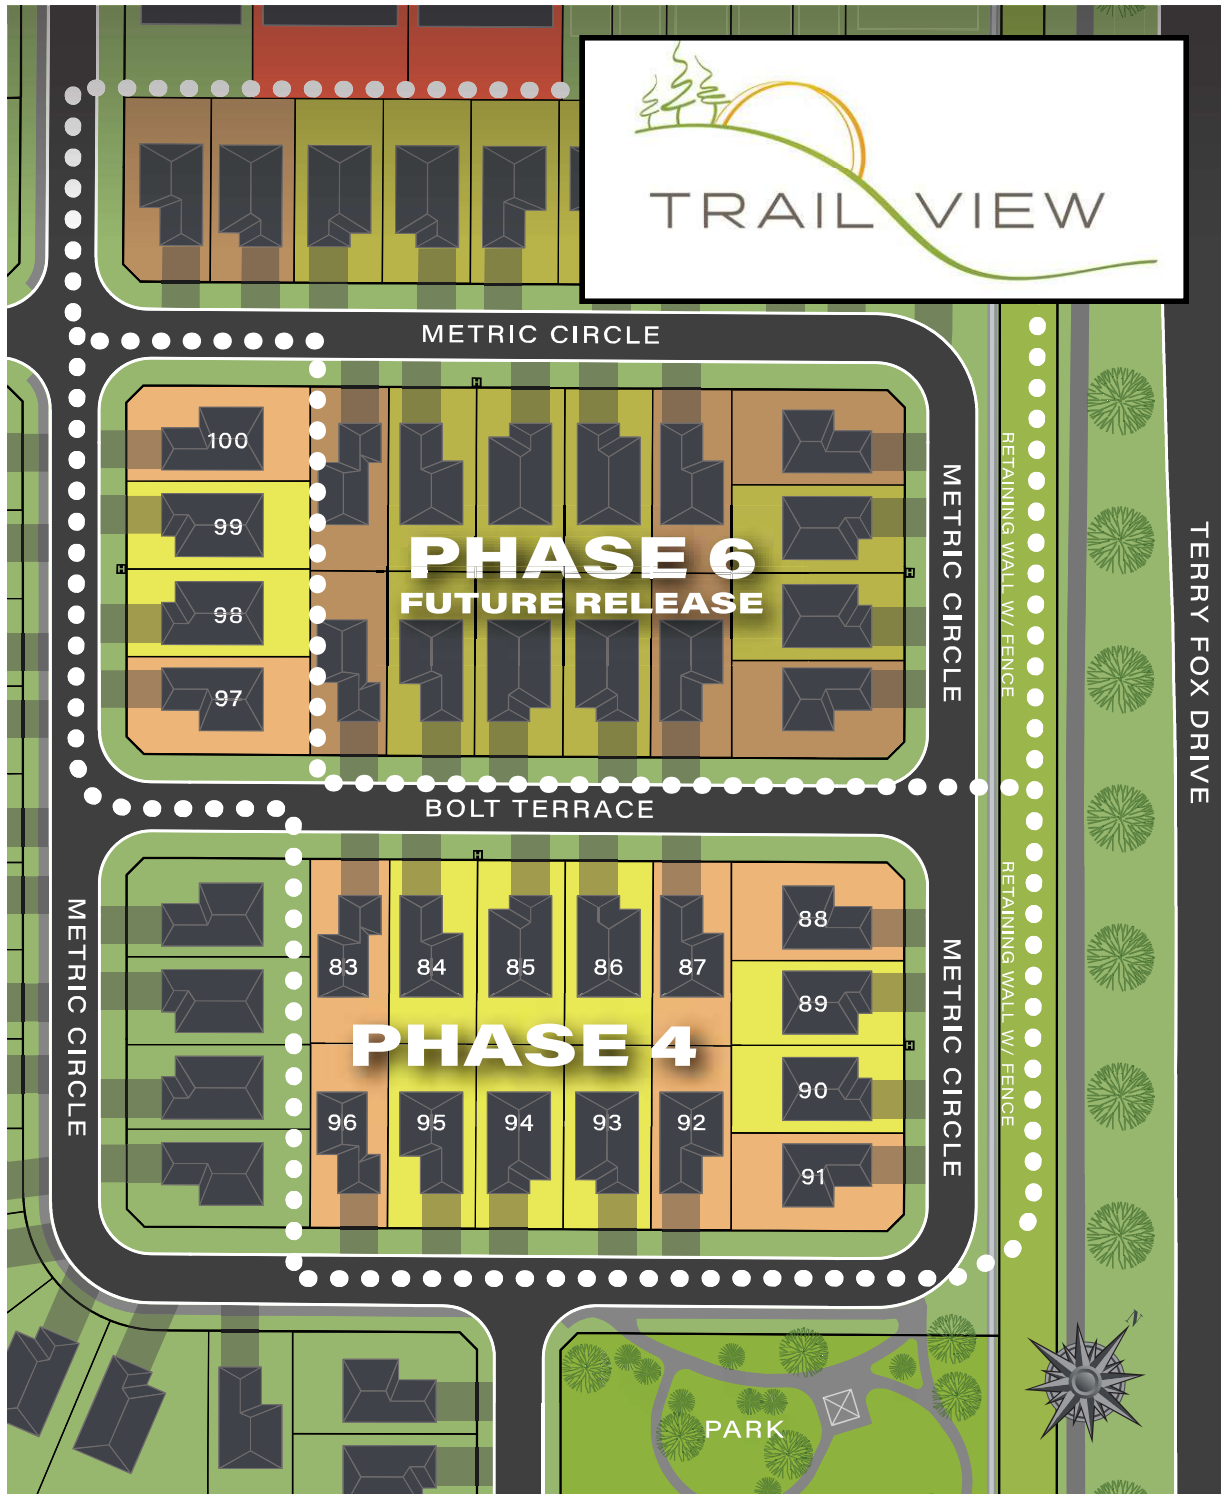 TRAIL VIEW
METRIC CIRCLE
100
99
98
97
PHASE 6
FUTURE RELEASE
METRIC CIRCLE
RETAINING WALL W/ FENCE
TERRY FOX DRIVE
BOLT TERRACE
METRIC CIRCLE
83
84
85
86
87
88
89
90
91
PHASE 4
96
95
94
93
92
METRIC CIRCLE
RETAINING WALL W/ FENCE
PARK
N
H
H
H
H
H